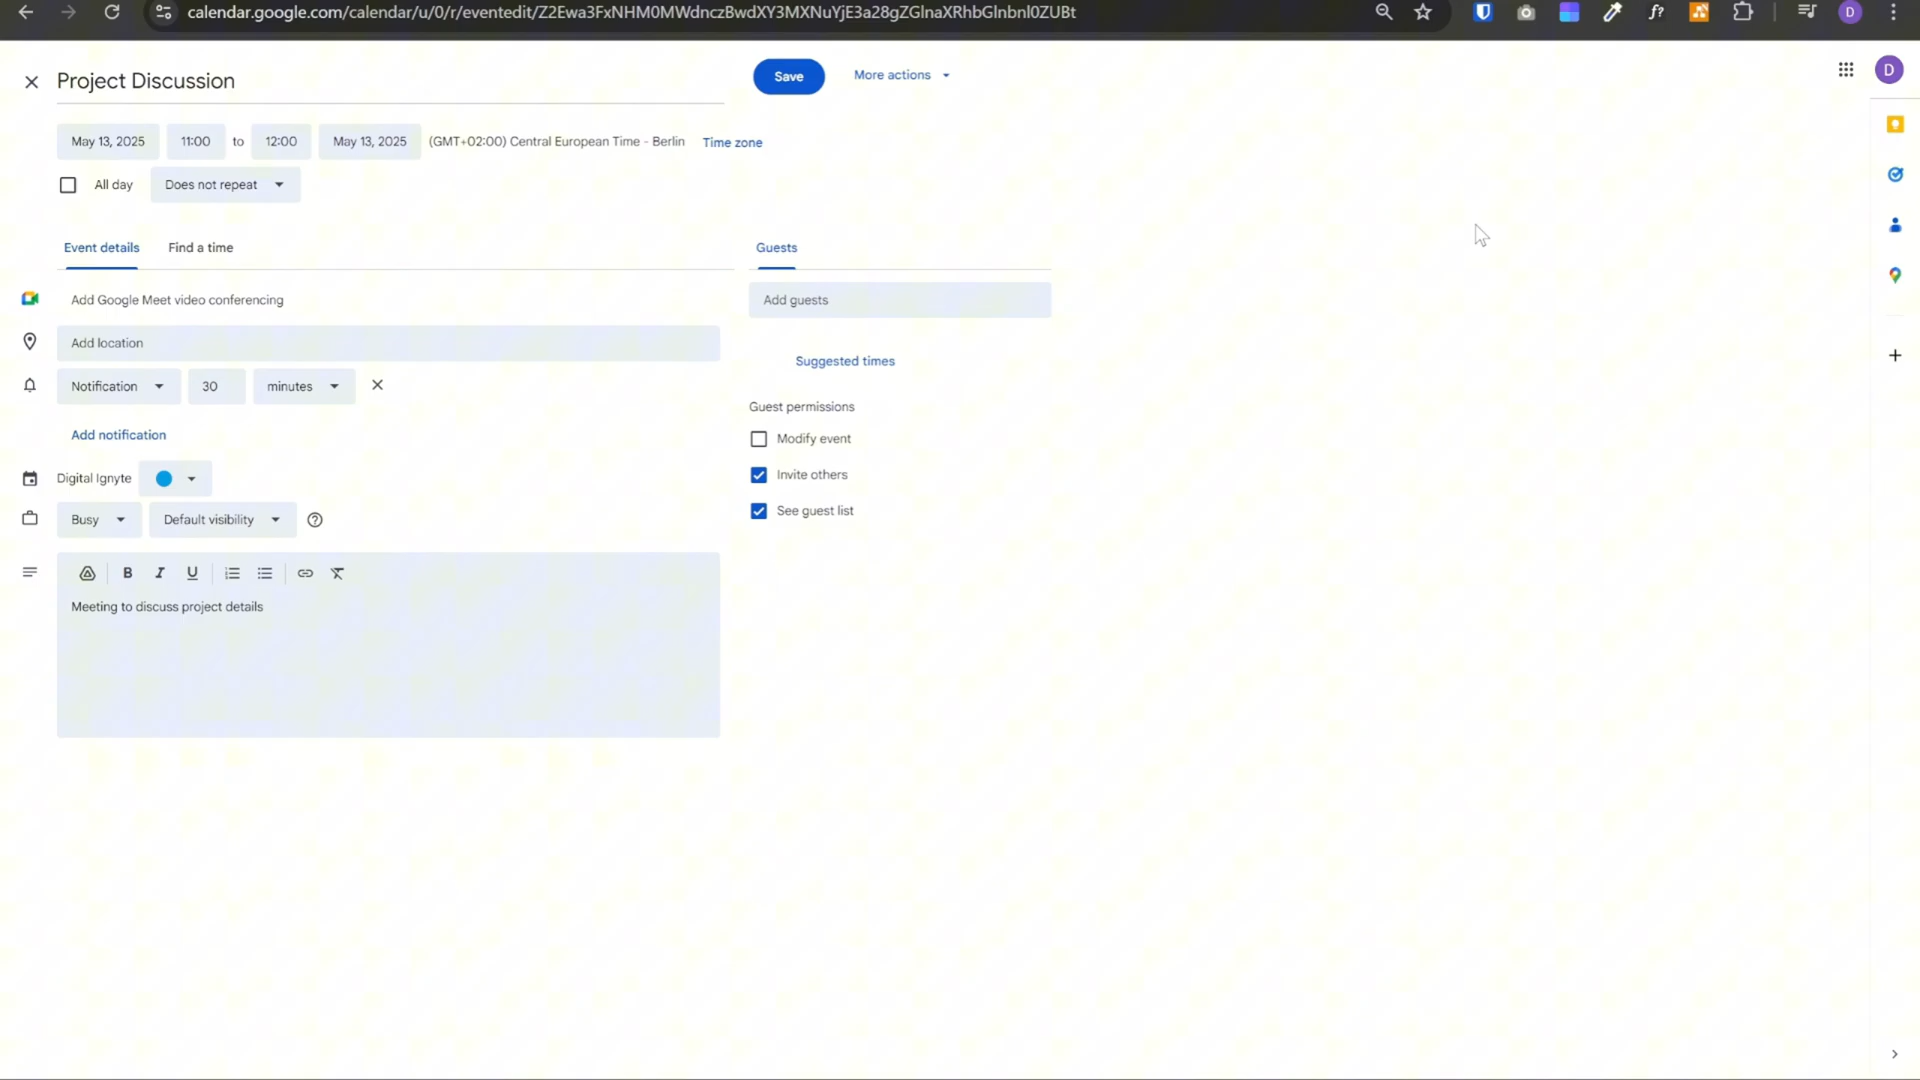 calendar.google.com/calendar/u/0/r/eventedit/Z2Ewa3FxNHM0MWdnczBwdXY3MXNuYjE3a28gZGlnaXRhbGlnbnl0ZUBt
f?
D
Project Discussion
Save
More actions
D
May 13, 2025
11:00
to
12:00
May 13, 2025
(GMT+02:00) Central European Time - Berlin
Time zone
All day
Does not repeat
Event details
Find a time
Guests
Add Google Meet video conferencing
Add guests
Add location
Suggested times
Notification
30
minutes
Guest permissions
Add notification
Modify event
Digital Ignyte
Invite others
Busy
Default visibility
See guest list
B I U
Meeting to discuss project details